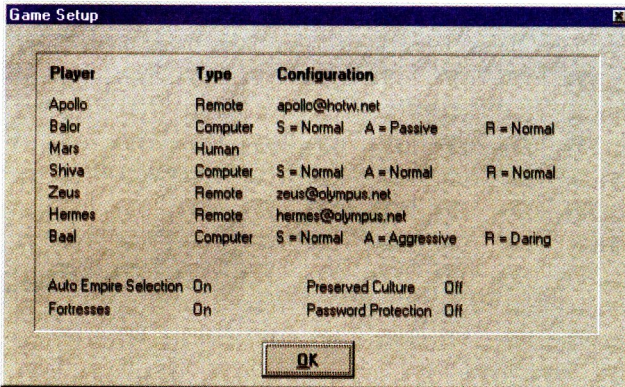 Game Setup
Player Type Configuration
Apollo Remote apollo@hotw.net
Balor Computer S = Normal A = Passive R = Normal
Mars Human
Shiva Computer S = Normal A = Normal R = Normal
Zeus Remote zeus@olympus.net
Hermes Remote hermes@olympus.net
Baal Computer S = Normal A = Aggressive R = Daring
Auto Empire Selection On Preserved Culture Off
Fortresses On Password Protection Off
OK